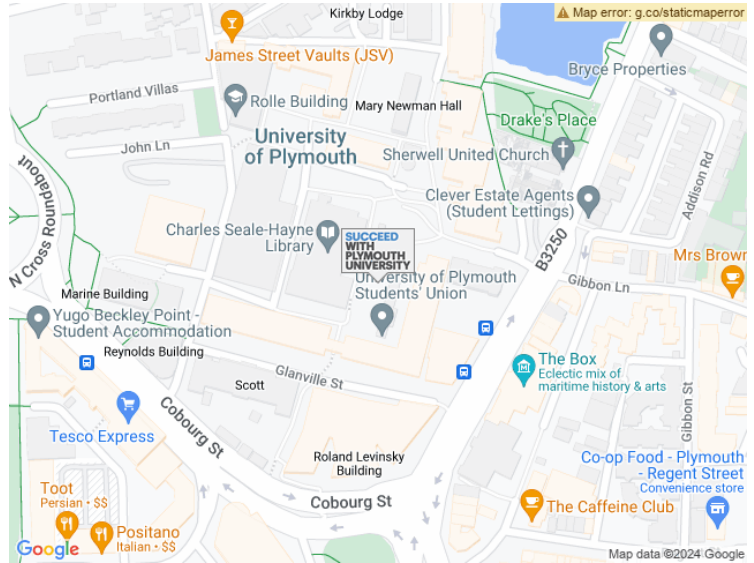 Kirkby Lodge
Map error: g.co/staticmaperror
James Street Vaults (JSV)
Bryce Properties
Portland Villas
Rolle Building
Mary Newman Hall
Drake's Place
University
of Plymouth
John Ln
Sherwell United Church
Addison Rd
Clever Estate Agents
(Student Lettings)
N Cross Roundabout
Charles Seale-Hayne
Library
SUCCEED
WITH
PLYMOUTH
UNIVERSITY
B3250
Mrs Brown
University of Plymouth
Students' Union
Gibbon Ln
Marine Building
Yugo Beckley Point -
Student Accommodation
Reynolds Building
The Box
Eclectic mix of
maritime history & arts
Glanville St
Scott
Gibbon St
Cobourg St
Tesco Express
Roland Levinsky
Building
Co-op Food - Plymouth
- Regent Street
Convenience store
Toot
Persian • $$
Cobourg St
The Caffeine Club
Positano
Italian • $$
Google
Map data ©2024 Google